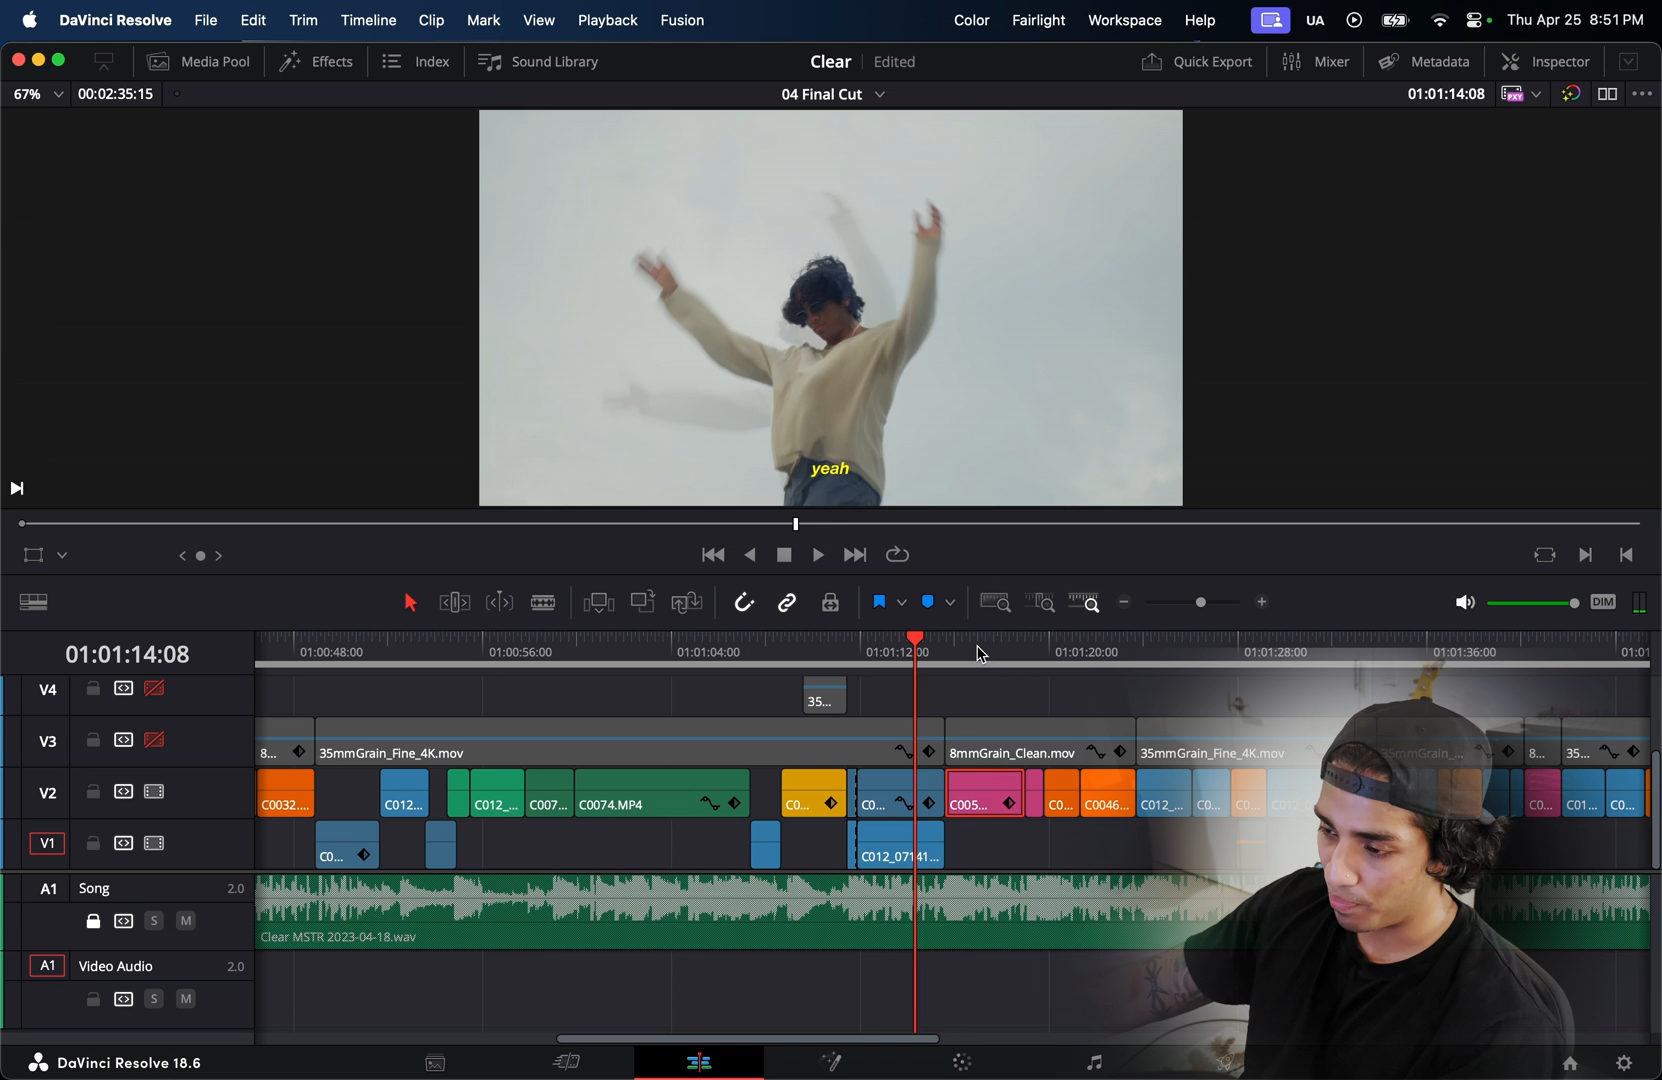 DaVinci Resolve File Edit Trim Timeline Clip Mark View Playback Fusion Color Fairlight Workspace Help UA Thu Apr 25 8:51 PM
Media Pool Effects Index Sound Library Clear Edited Quick Export Mixer Metadata Inspector
67% 00:02:35:15 04 Final Cut 01:01:14:08 PXY
yeah
DIM
01:01:14:08 01:00:48:00 01:00:56:00 01:01:04:00 01:01:12:00 01:01:20:00 01:01:28:00 01:01:36:00 01:01
V4 35...
V3 8... 35mmGrain_Fine_4K.mov 8mmGrain_Clean.mov 35mmGrain_Fine_4K.mov 35mmGrain_... 8... 35...
V2 C0032.... C012... C012_... C007... C0074.MP4 C0... C0... C005... C0... C0046... C012_... C0... C0... C0... C01... C0...
V1 C0... C012_07141...
A1 Song 2.0
S M
Clear MSTR 2023-04-18.wav
A1 Video Audio 2.0
S M
DaVinci Resolve 18.6